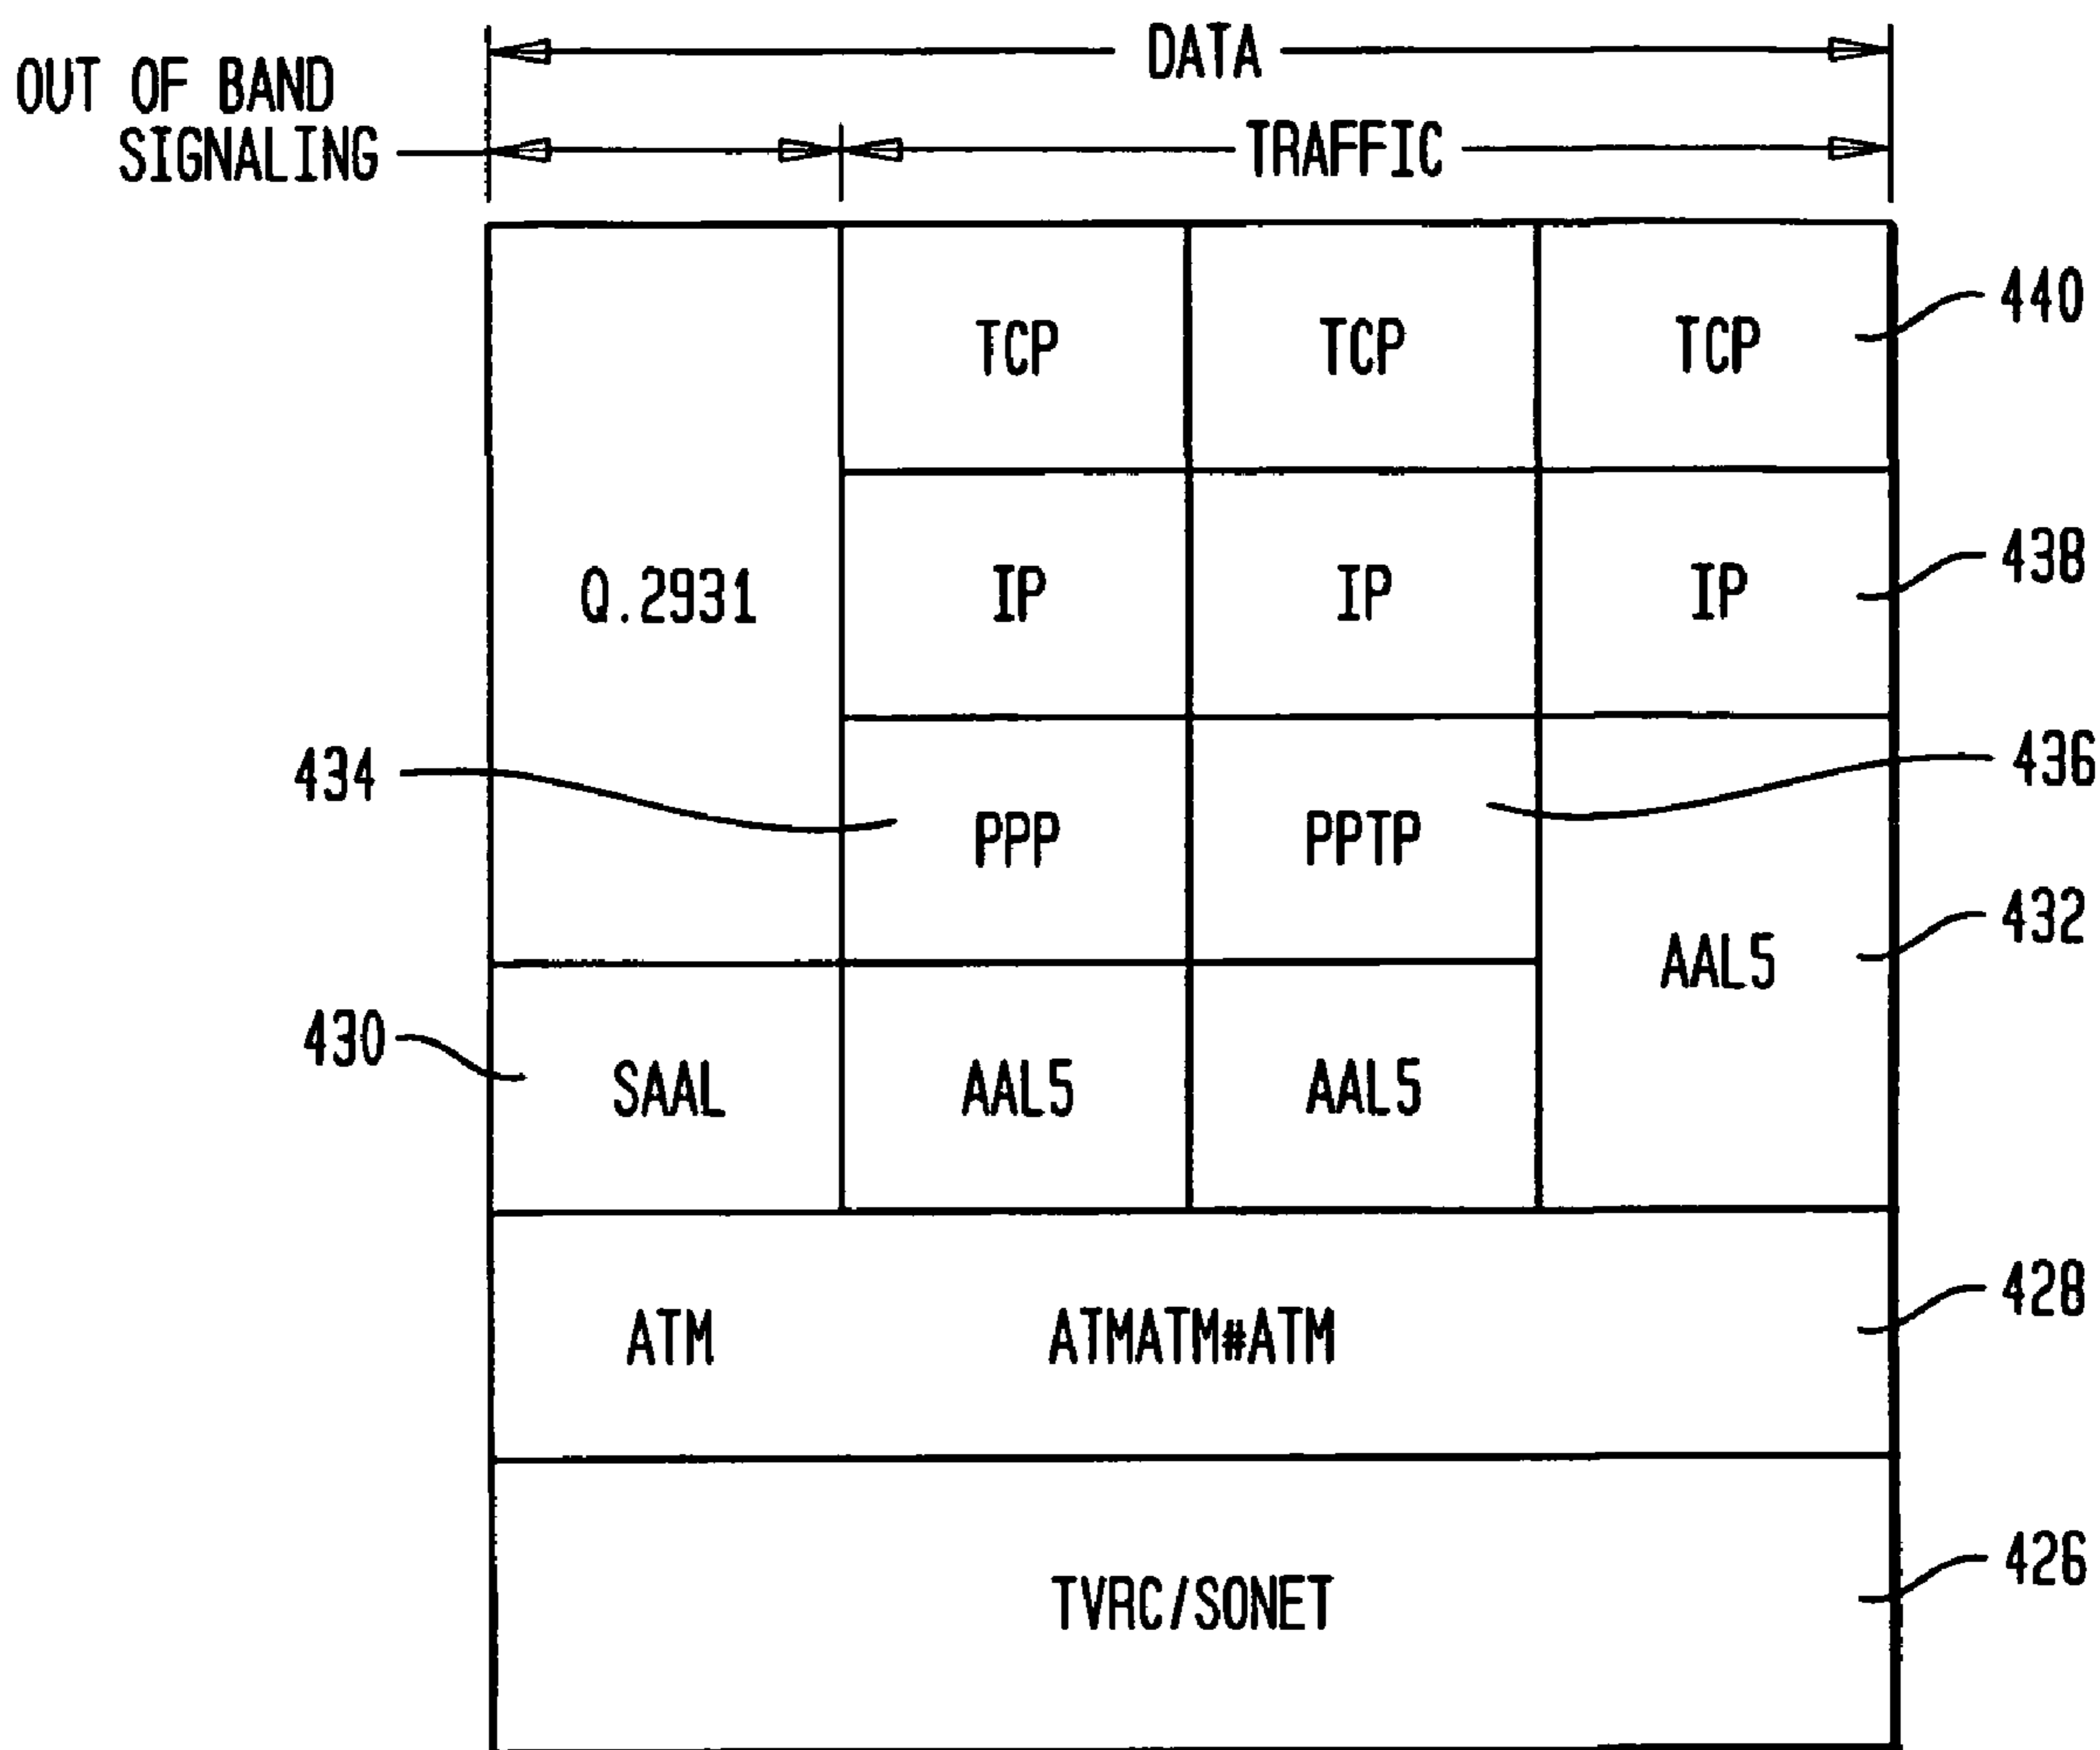 DATA
OUT OF BAND
SIGNALING
TRAFFIC
TCP TCP TCP 440
Q.2931 IP IP IP 438
434 PPP PPTP 436
AAL5 432
430 SAAL AAL5 AAL5
ATM ATMATM#ATM 428
TVRC/SONET 426